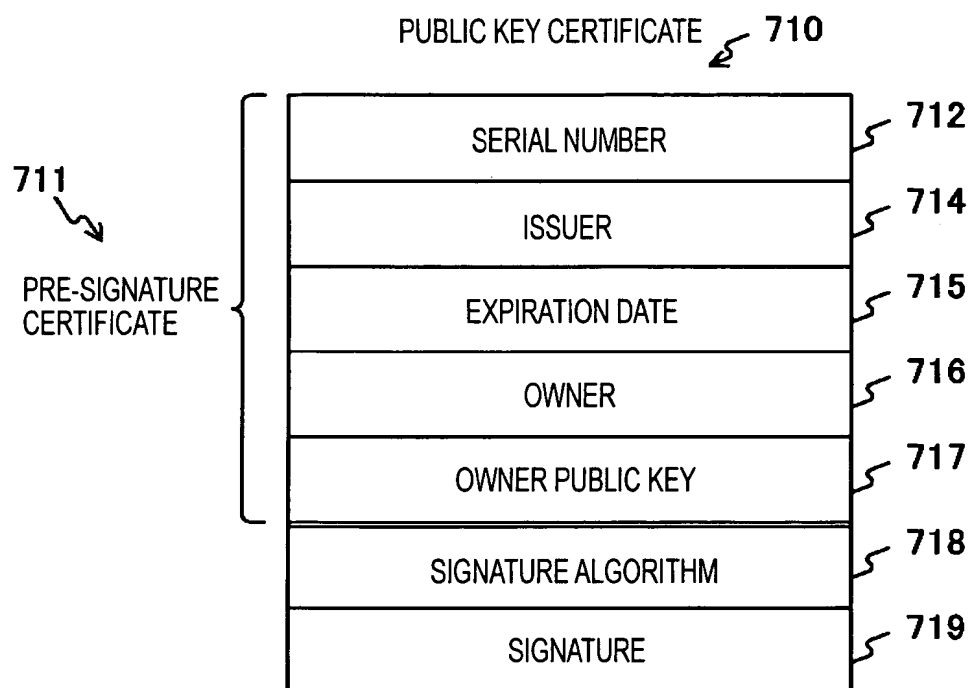 PUBLIC KEY CERTIFICATE 710
SERIAL NUMBER 712
711
ISSUER 714
PRE-SIGNATURE
CERTIFICATE
EXPIRATION DATE 715
OWNER 716
OWNER PUBLIC KEY 717
SIGNATURE ALGORITHM 718
SIGNATURE 719